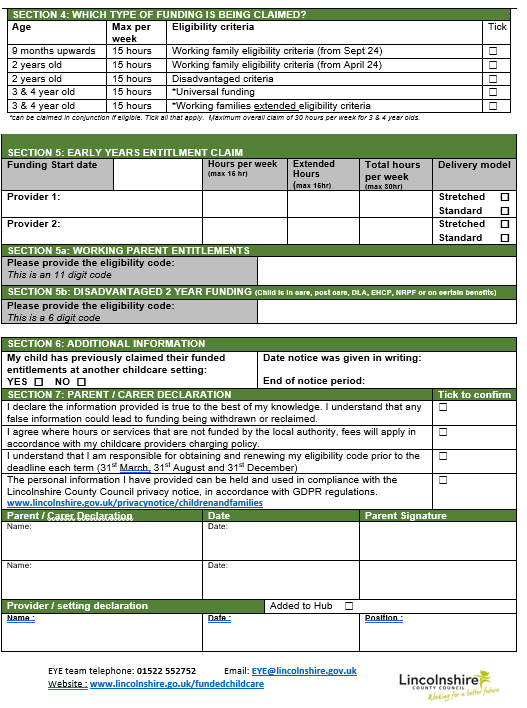 SECTION 4: WHICH TYPE OF FUNDING IS BEING CLAIMED?
Age Max per week Eligibility criteria Tick
9 months upwards 15 hours Working family eligibility criteria (from Sept 24) ☐
2 years old 15 hours Working family eligibility criteria (from April 24) ☐
2 years old 15 hours Disadvantaged criteria ☐
3 & 4 year old 15 hours *Universal funding ☐
3 & 4 year old 15 hours *Working families extended eligibility criteria ☐
*can be claimed in conjunction if eligible. Tick all that apply. Maximum overall claim of 30 hours per week for 3 & 4 year olds.
SECTION 5: EARLY YEARS ENTITLMENT CLAIM
Funding Start date
Hours per week
(max 15 hr)
Extended
Hours
(max 15hr)
Total hours
per week
(max 30hr)
Delivery model
Provider 1:
Stretched ☐
Standard ☐
Provider 2:
Stretched ☐
Standard ☐
SECTION 5a: WORKING PARENT ENTITLEMENTS
Please provide the eligibility code:
This is an 11 digit code
SECTION 5b: DISADVANTAGED 2 YEAR FUNDING (Child is in care, post care, DLA, EHCP, NRPF or on certain benefits)
Please provide the eligibility code:
This is a 6 digit code
SECTION 6: ADDITIONAL INFORMATION
My child has previously claimed their funded
entitlements at another childcare setting:
YES ☐ NO ☐
Date notice was given in writing:
End of notice period:
SECTION 7: PARENT / CARER DECLARATION Tick to confirm
I declare the information provided is true to the best of my knowledge. I understand that any
false information could lead to funding being withdrawn or reclaimed. ☐
I agree where hours or services that are not funded by the local authority, fees will apply in
accordance with my childcare providers charging policy. ☐
I understand that I am responsible for obtaining and renewing my eligibility code prior to the
deadline each term (31st March, 31st August and 31st December) ☐
The personal information I have provided can be held and used in compliance with the
Lincolnshire County Council privacy notice, in accordance with GDPR regulations. ☐
www.lincolnshire.gov.uk/privacynotice/childrenandfamilies
Parent / Carer Declaration Date Parent Signature
Name: Date:
Name: Date:
Provider / setting declaration Added to Hub ☐
Name : Date : Position :
EYE team telephone: 01522 552752 Email: EYE@lincolnshire.gov.uk
Website : www.lincolnshire.go.uk/fundedchildcare
Lincolnshire
COUNTY COUNCIL
Working for a better future